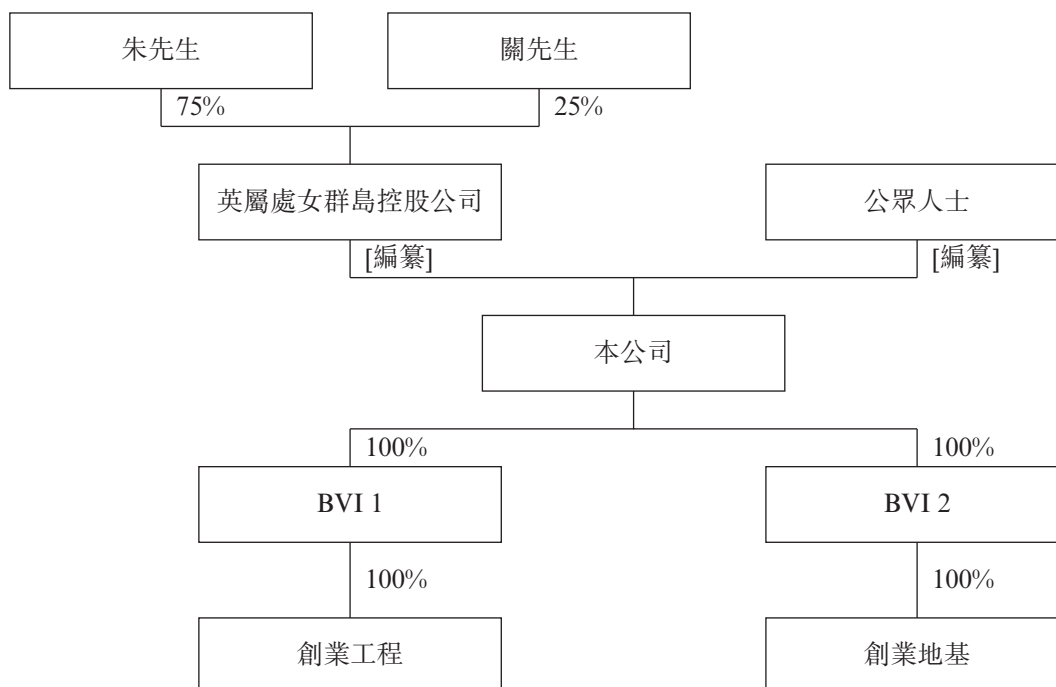 朱先生
關先生
75%
25%
英屬處女群島控股公司
公眾人士
[編纂]
[編纂]
本公司
100%
100%
BVI 1
BVI 2
100%
100%
創業工程
創業地基